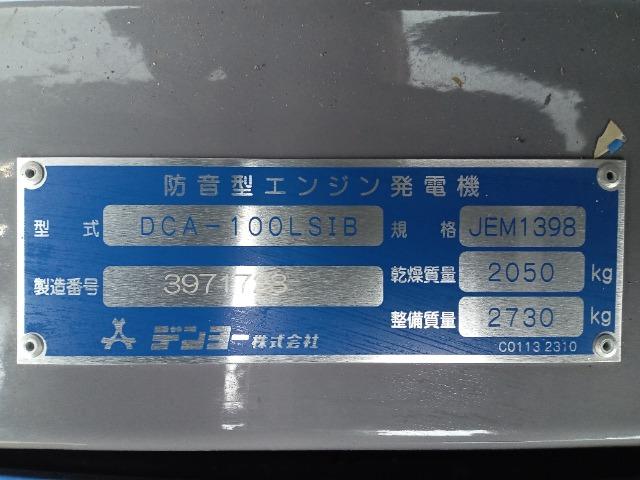 防音型エンジン発電機
型式 DCA-100LSIB 規格 JEM1398
製造番号 乾燥質量 2050 kg
整備質量 2730 kg
デンヨー株式会社 C0113 2310